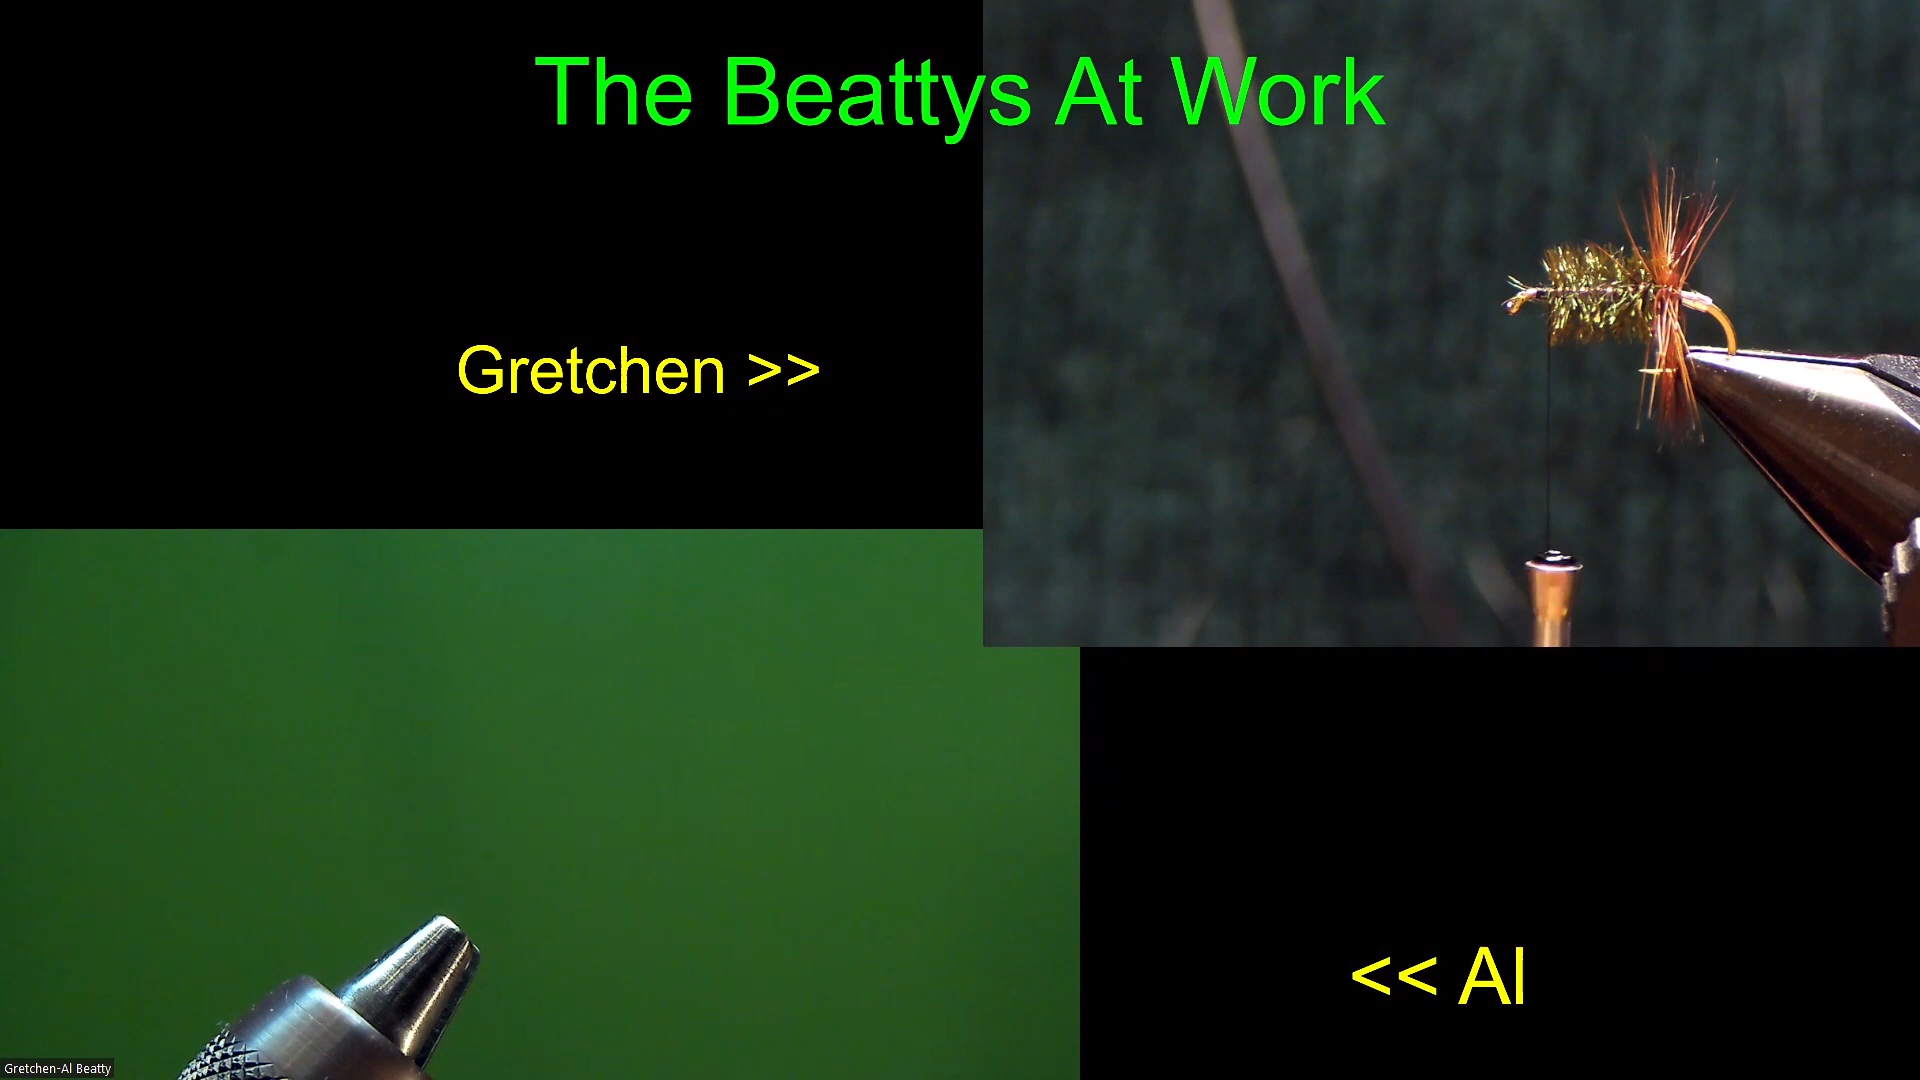 The Beattys At Work
Gretchen >>
<< Al
Gretchen-Al Beatty